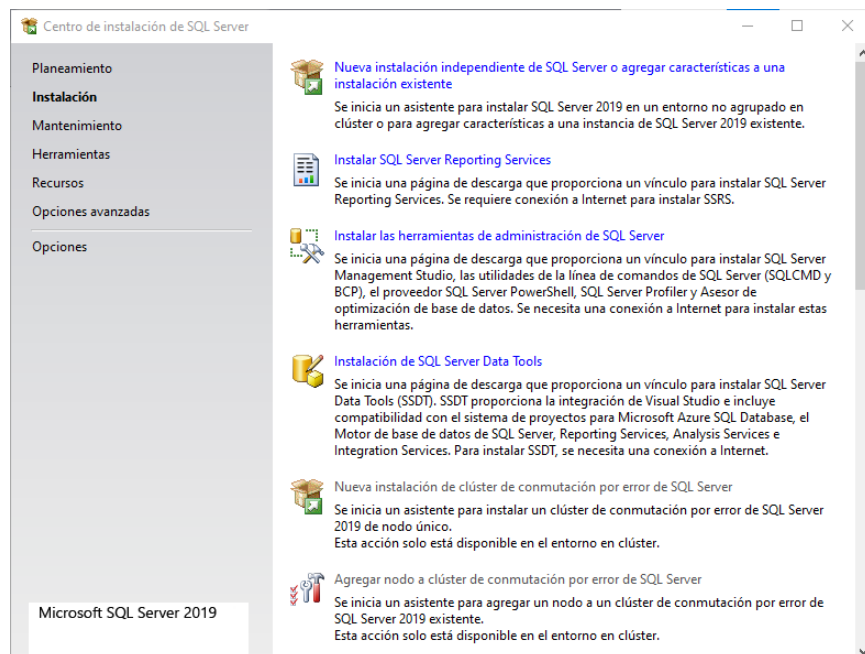 Centro de instalación de SQL Server
Planeamiento
Instalación
Mantenimiento
Herramientas
Recursos
Opciones avanzadas
Opciones
Microsoft SQL Server 2019
Nueva instalación independiente de SQL Server o agregar características a una
instalación existente
Se inicia un asistente para instalar SQL Server 2019 en un entorno no agrupado en
clúster o para agregar características a una instancia de SQL Server 2019 existente.
Instalar SQL Server Reporting Services
Se inicia una página de descarga que proporciona un vínculo para instalar SQL Server
Reporting Services. Se requiere conexión a Internet para instalar SSRS.
Instalar las herramientas de administración de SQL Server
Se inicia una página de descarga que proporciona un vínculo para instalar SQL Server
Management Studio, las utilidades de la línea de comandos de SQL Server (SQLCMD y
BCP), el proveedor SQL Server PowerShell, SQL Server Profiler y Asesor de
optimización de base de datos. Se necesita una conexión a Internet para instalar estas
herramientas.
Instalación de SQL Server Data Tools
Se inicia una página de descarga que proporciona un vínculo para instalar SQL Server
Data Tools (SSDT). SSDT proporciona la integración de Visual Studio e incluye
compatibilidad con el sistema de proyectos para Microsoft Azure SQL Database, el
Motor de base de datos de SQL Server, Reporting Services, Analysis Services e
Integration Services. Para instalar SSDT, se necesita una conexión a Internet.
Nueva instalación de clúster de conmutación por error de SQL Server
Se inicia un asistente para instalar un clúster de conmutación por error de SQL Server
2019 de nodo único.
Esta acción solo está disponible en el entorno en clúster.
Agregar nodo a clúster de conmutación por error de SQL Server
Se inicia un asistente para agregar un nodo a un clúster de conmutación por error de
SQL Server 2019 existente.
Esta acción solo está disponible en el entorno en clúster.